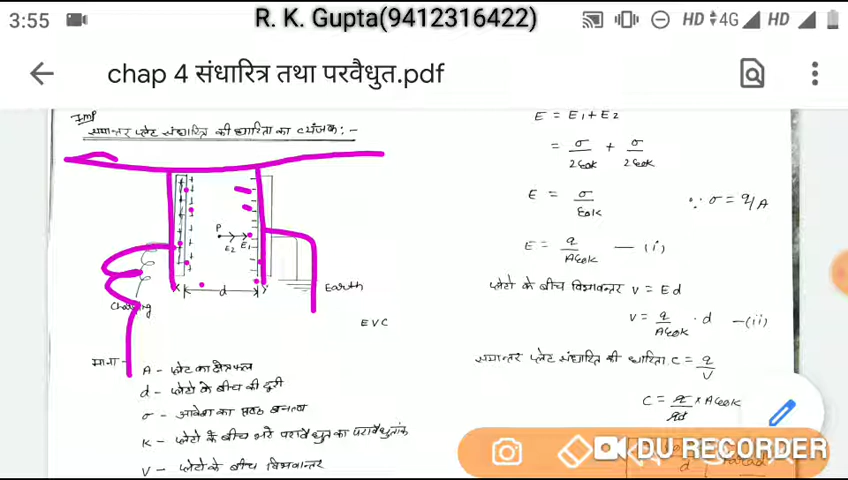 3:55
R. K. Gupta(9412316422)
HD 4G HD
chap 4 संधारित्र तथा परवैधुत.pdf
Imp
समान्तर प्लेट संधारित्र की धारिता का व्यंजक :-
P
E2 E1
d
Charging
Earth
EVC
माना
A - प्लेट का क्षेत्रफल
d - प्लेटो के बीच की दूरी
σ - आवेश का पृष्ठ घनत्व
K - प्लेटो के बीच भरे परावैधुत का परावैधुतांक
V - प्लेटो के बीच विभवान्तर
E = E1 + E2
= σ/2ε0K + σ/2ε0K
E = σ/ε0K ∵ σ = q/A
E = q/Aε0K — (i)
प्लेटो के बीच विभवान्तर V = Ed
V = q/Aε0K . d — (ii)
समान्तर प्लेट संधारित्र की धारिता C = q/V
C = q/qd × Aε0K
d
DU RECORDER